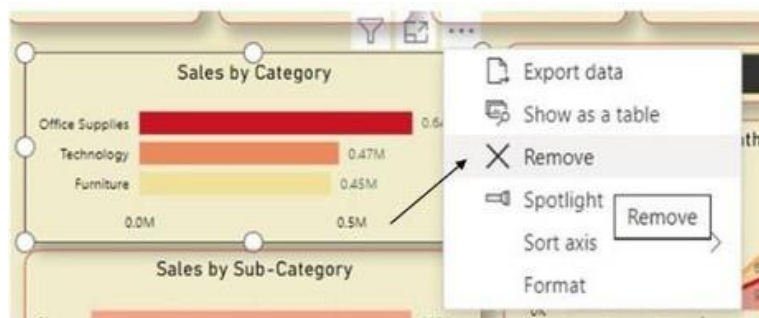 Sales by Category
Office Supplies
Technology 0.47M
Furniture 0.45M
0.0M 0.5M
Sales by Sub-Category
Export data
Show as a table
Remove
Spotlight
Remove
Sort axis
Format
0K